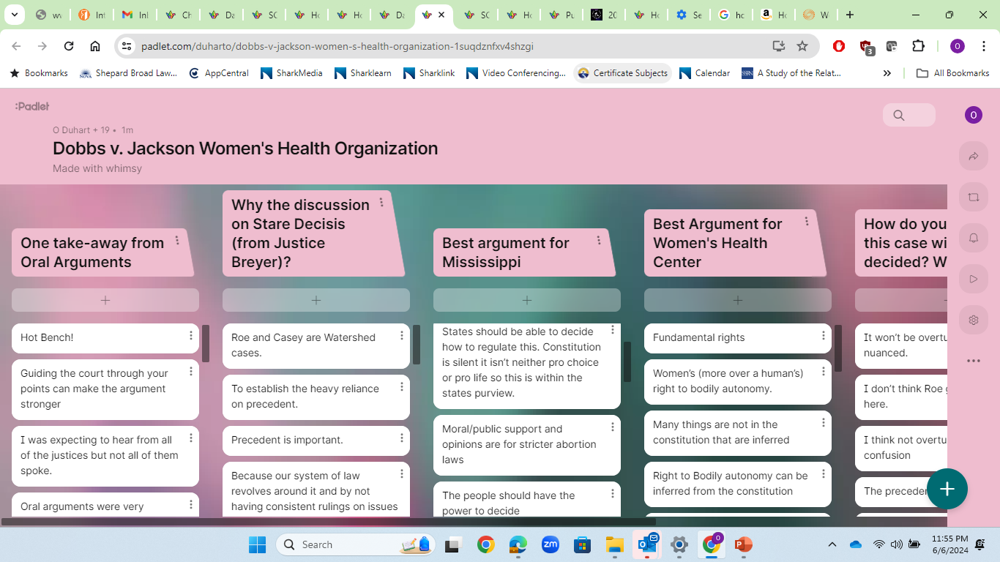 wv
Int
Inl
Ch
Da
SC
Ho
Ho
Da
SC
Ho
Pu
20
Ho
Se
hc
Ho
W
padlet.com/duharto/dobbs-v-jackson-women-s-health-organization-1suqdznfxv4shzgi
3
O
Bookmarks
NOVA
Shepard Broad Law...
AppCentral
SharkMedia
Sharklearn
Sharklink
Video Conferencing...
Certificate Subjects
Calendar
SSRN
A Study of the Relat...
»
All Bookmarks
:Padlet
O
O Duhart + 19 • 1m
Dobbs v. Jackson Women's Health Organization
Made with whimsy
One take-away from
Oral Arguments
Hot Bench!
Guiding the court through your
points can make the argument
stronger
I was expecting to hear from all
of the justices but not all of them
spoke.
Oral arguments were very
Why the discussion
on Stare Decisis
(from Justice
Breyer)?
Roe and Casey are Watershed
cases.
To establish the heavy reliance
on precedent.
Precedent is important.
Because our system of law
revolves around it and by not
having consistent rulings on issues
Best argument for
Mississippi
States should be able to decide
how to regulate this. Constitution
is silent it isn’t neither pro choice
or pro life so this is within the
states purview.
Moral/public support and
opinions are for stricter abortion
laws
The people should have the
power to decide
Best Argument for
Women's Health
Center
Fundamental rights
Women’s (more over a human’s)
right to bodily autonomy.
Many things are not in the
constitution that are inferred
Right to Bodily autonomy can be
inferred from the constitution
How do you
this case wi
decided? W
It won’t be overtu
nuanced.
I don’t think Roe g
here.
I think not overtu
confusion
The preceden
Search
zm
O
11:55 PM
6/6/2024